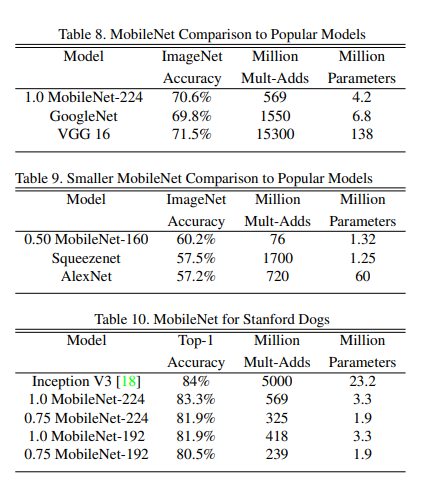 Table 8. MobileNet Comparison to Popular Models
Model ImageNet Million Million
Accuracy Mult-Adds Parameters
1.0 MobileNet-224 70.6% 569 4.2
GoogleNet 69.8% 1550 6.8
VGG 16 71.5% 15300 138
Table 9. Smaller MobileNet Comparison to Popular Models
Model ImageNet Million Million
Accuracy Mult-Adds Parameters
0.50 MobileNet-160 60.2% 76 1.32
Squeezenet 57.5% 1700 1.25
AlexNet 57.2% 720 60
Table 10. MobileNet for Stanford Dogs
Model Top-1 Million Million
Accuracy Mult-Adds Parameters
Inception V3 [18] 84% 5000 23.2
1.0 MobileNet-224 83.3% 569 3.3
0.75 MobileNet-224 81.9% 325 1.9
1.0 MobileNet-192 81.9% 418 3.3
0.75 MobileNet-192 80.5% 239 1.9